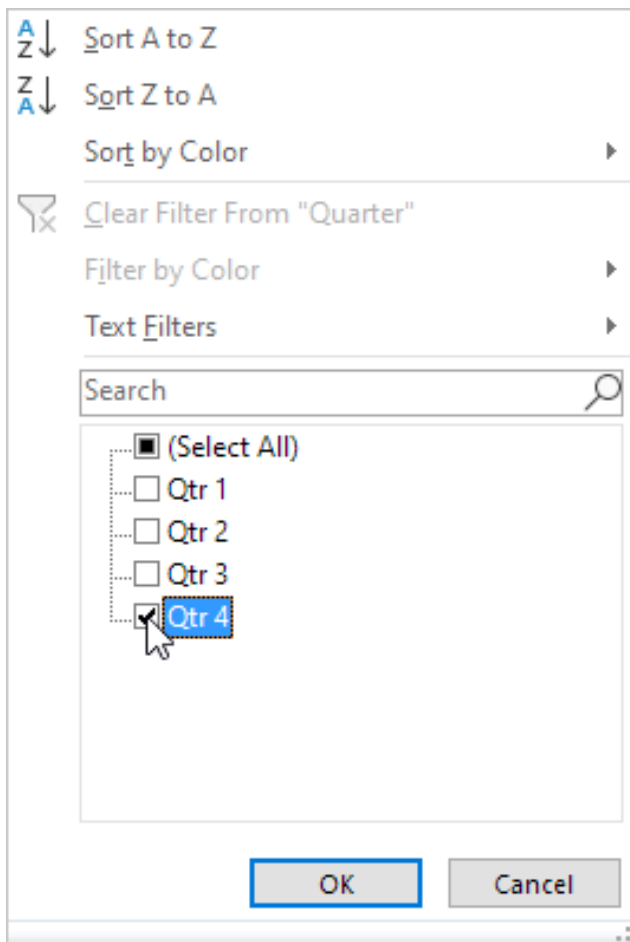 Sort A to Z
Sort Z to A
Sort by Color
Clear Filter From "Quarter"
Filter by Color
Text Filters
Search
(Select All)
Qtr 1
Qtr 2
Qtr 3
Qtr 4
OK Cancel